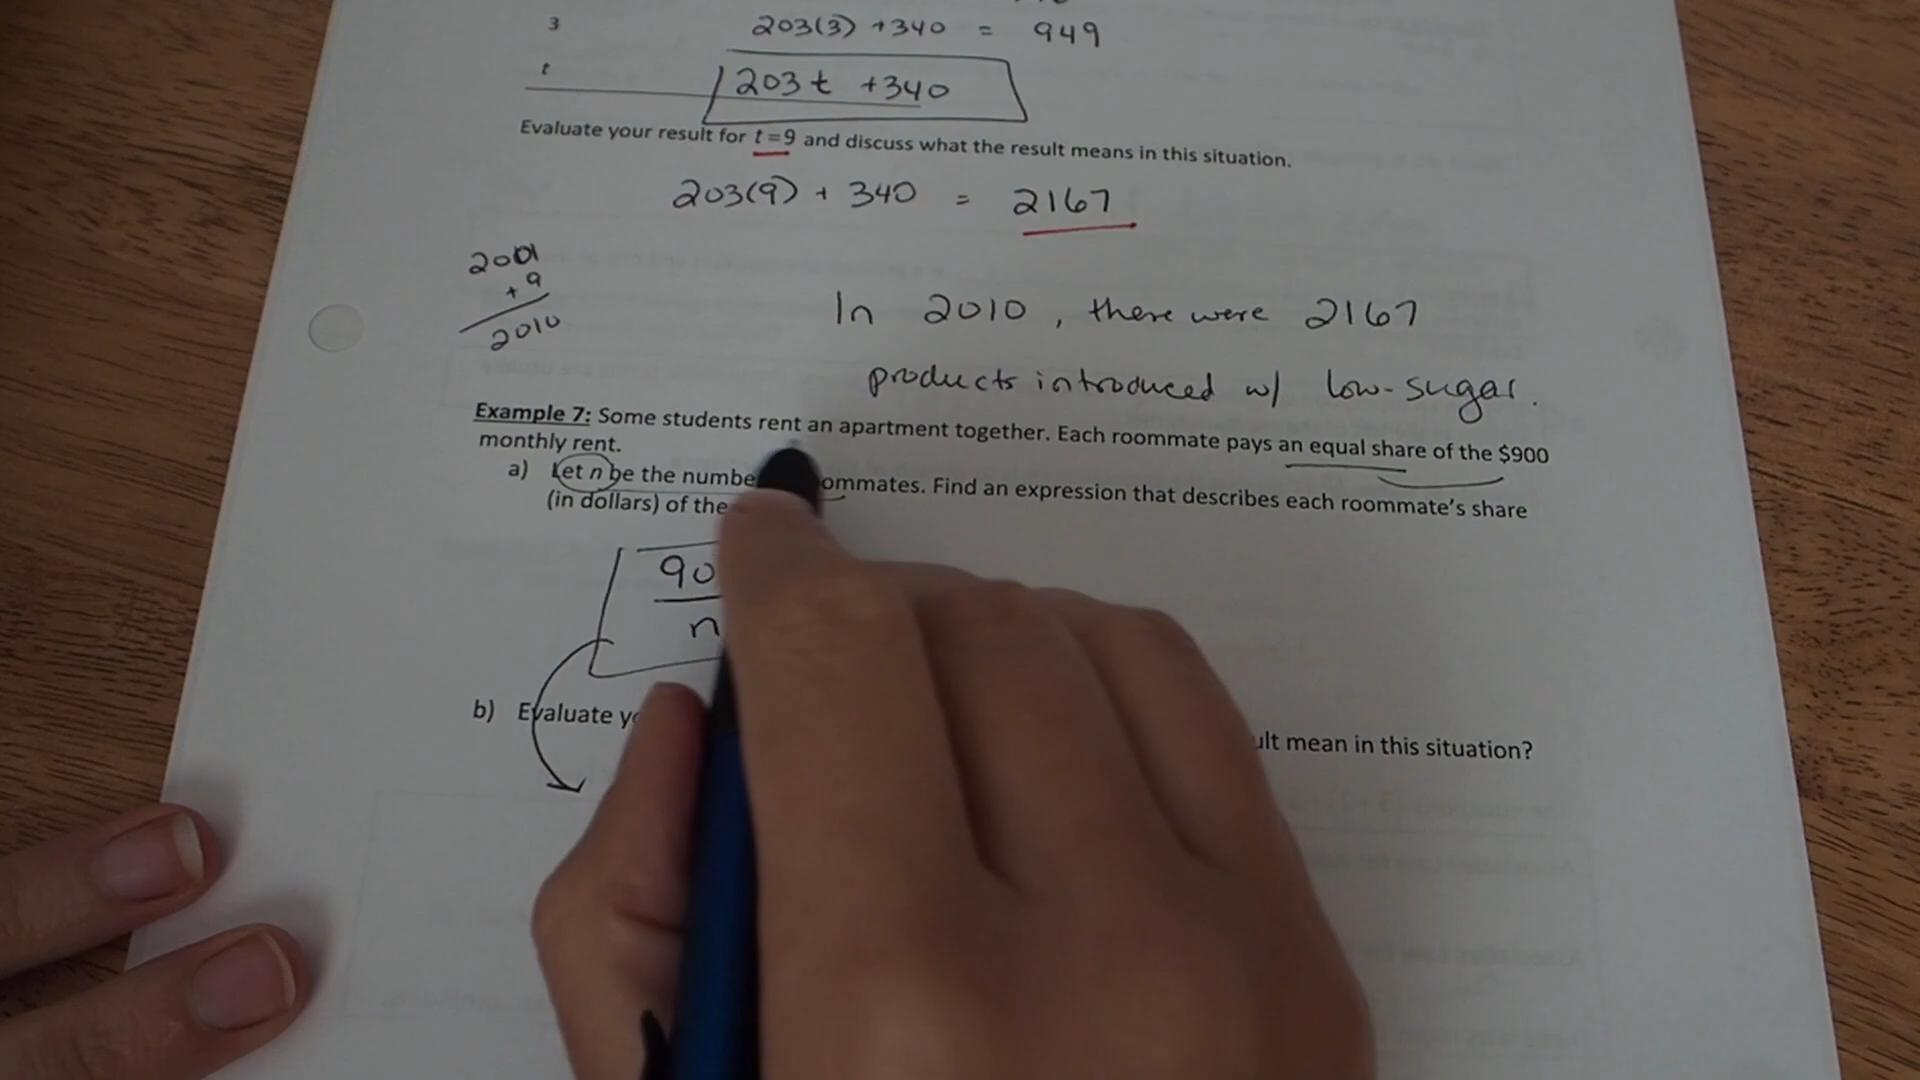 3 203(3) +340 = 949
t 203t +340
Evaluate your result for t=9 and discuss what the result means in this situation.
203(9) + 340 = 2167
2001
+ 9
2010
In 2010, there were 2167
products introduced w/ low-sugar.
Example 7: Some students rent an apartment together. Each roommate pays an equal share of the $900
monthly rent.
a) Let n be the numbe ommates. Find an expression that describes each roommate's share
(in dollars) of the
90
n
b) Evaluate ult mean in this situation?